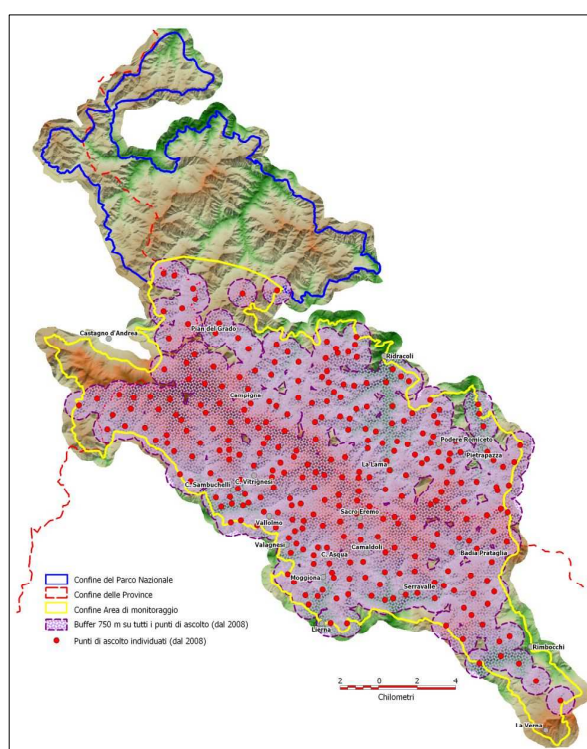 Castagno d'Andrea
Pian del Grado
Ridracoli
Campigna
Podere Romiceto
Pietrapazza
La Lama
C. Sambuchelli
C. Vitrignesi
Sacro Eremo
Vallolmo
Valagnesi
Camaldoli
C. Asqua
Badia Prataglia
Moggiona
Serravalle
Lierna
Rimbocchi
La Verna
Confine del Parco Nazionale
Confine delle Province
Confine Area di monitoraggio
Buffer 750 m su tutti i punti di ascolto (dal 2008)
Punti di ascolto individuati (dal 2008)
2 0 2 4
Chilometri